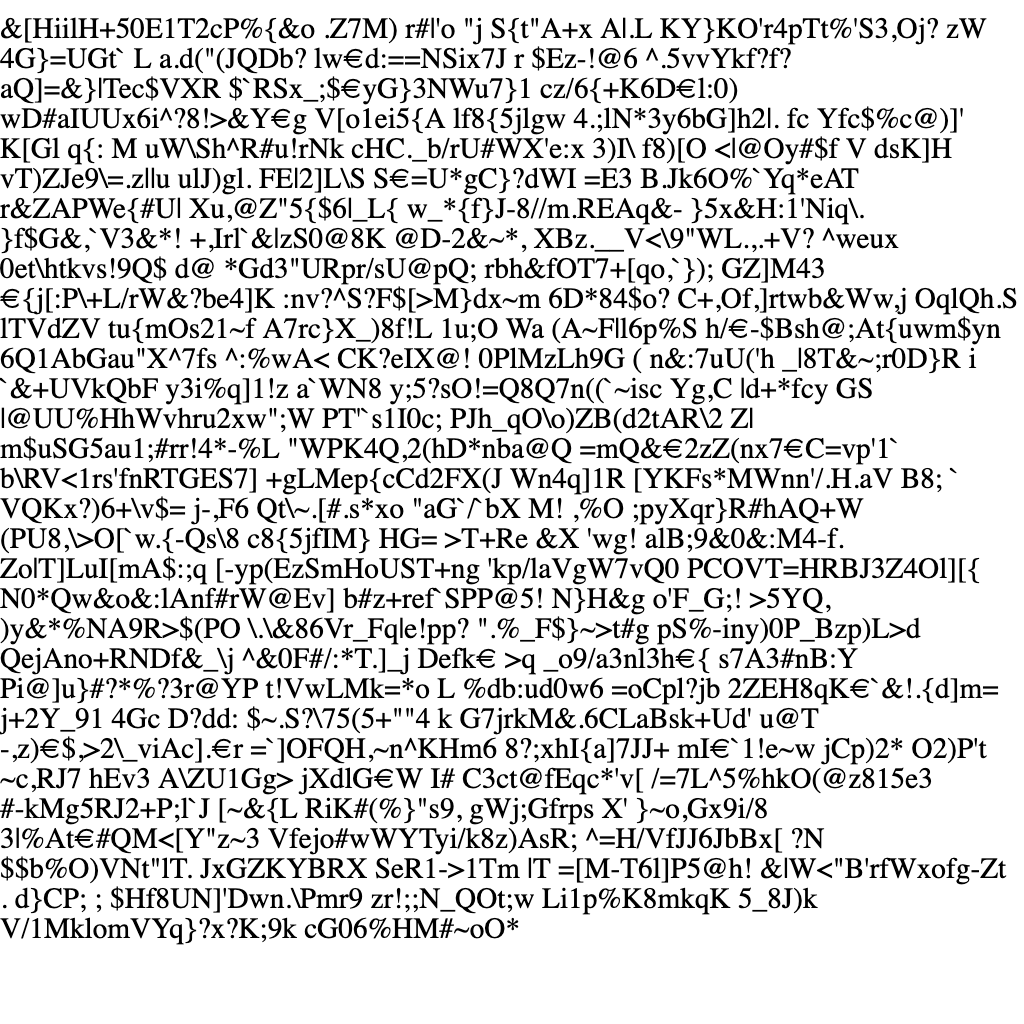 &[HiilH+50E1T2cP%{&o .Z7M) r#|'o "j S{t"A+x A|.L KY}KO'r4pTt%'S3,Oj? zW
4G}=UGt` L a.d("(JQDb? lw€d:==NSix7J r $Ez-!@6 ^.5vvYkf?f?
aQ]=&}|Tec$VXR $`RSx_;$€yG}3NWu7}1 cz/6{+K6D€l:0)
wD#aIUUx6i^?8!>&Y€g V[o1ei5{A lf8{5jlgw 4.;lN*3y6bG]h2|. fc Yfc$%c@)]'
K[Gl q{: M uW\Sh^R#u!rNk cHC._b/rU#WX'e:x 3)I\ f8)[O <|@Oy#$f V dsK]H
vT)ZJe9\=.z||u ulJ)gl. FE|2]L\S S€=U*gC}?dWI =E3 B.Jk6O%`Yq*eAT
r&ZAPWe{#U| Xu,@Z"5{$6|_L{ w_*{f}J-8//m.REAq&- }5x&H:1'Niq\.
}f$G&,`V3&*! +,Irl`&|zS0@8K @D-2&~*, XBz.__V<\9"WL.,.+V? ^weux
0et\htkvs!9Q$ d@ *Gd3"URpr/sU@pQ; rbh&fOT7+[qo,`}); GZ]M43
€{j[:P\+L/rW&?be4]K :nv?^S?F$[>M}dx~m 6D*84$o? C+,Of,]rtwb&Ww,j OqlQh.S
lTVdZV tu{mOs21~f A7rc}X_)8f!L 1u;O Wa (A~F|l6p%S h/€-$Bsh@;At{uwm$yn
6Q1AbGau"X^7fs ^:%wA< CK?eIX@! 0PlMzLh9G ( n&:7uU('h _|8T&~;r0D}R i
`&+UVkQbF y3i%q]1!z a`WN8 y;5?sO!=Q8Q7n((`~isc Yg,C |d+*fcy GS
|@UU%HhWvhru2xw";W PT'`s1I0c; PJh_qO\o)ZB(d2tAR\2 Z|
m$uSG5au1;#rr!4*-%L "WPK4Q,2(hD*nba@Q =mQ&€2zZ(nx7€C=vp'1`
b\RV<1rs'fnRTGES7] +gLMep{cCd2FX(J Wn4q]1R [YKFs*MWnn'/.H.aV B8; `
VQKx?)6+\v$= j-,F6 Qt\~.[#.s*xo "aG`/`bX M! ,%O ;pyXqr}R#hAQ+W
(PU8,\>O[`w.{-Qs\8 c8{5jfIM} HG= >T+Re &X 'wg! alB;9&0&:M4-f.
Zo|T]LuI[mA$:;q [-yp(EzSmHoUST+ng 'kp/laVgW7vQ0 PCOVT=HRBJ3Z4Ol][{
N0*Qw&o&:lAnf#rW@Ev] b#z+ref`SPP@5! N}H&g o'F_G;! >5YQ,
)y&*%NA9R>$(PO \.\&86Vr_Fq|e!pp? ".%_F$}~>t#g pS%-iny)0P_Bzp)L>d
QejAno+RNDf&_\j ^&0F#/:*T.]_j Defk€ >q _o9/a3nl3h€{ s7A3#nB:Y
Pi@]u}#?*%?3r@YP t!VwLMk=*o L %db:ud0w6 =oCpl?jb 2ZEH8qK€`&!.{d]m=
j+2Y_91 4Gc D?dd: $~.S?\75(5+""4 k G7jrkM&.6CLaBsk+Ud' u@T
-,z)€$,>2\_viAc].€r =`]OFQH,~n^KHm6 8?;xhI{a]7JJ+ mI€`1!e~w jCp)2* O2)P't
~c,RJ7 hEv3 A\ZU1Gg> jXdlG€W I# C3ct@fEqc*'v[ /=7L^5%hkO(@z815e3
#-kMg5RJ2+P;l`J [~&{L RiK#(%}"s9, gWj;Gfrps X' }~o,Gx9i/8
3|%At€#QM<[Y"z~3 Vfejo#wWYTyi/k8z)AsR; ^=H/VfJJ6JbBx[ ?N
$$b%O)VNt"lT. JxGZKYBRX SeR1->1Tm |T =[M-T6l]P5@h! &|W<"B'rfWxofg-Zt
. d}CP; ; $Hf8UN]'Dwn.\Pmr9 zr!;;N_QOt;w Li1p%K8mkqK 5_8J)k
V/1MklomVYq}?x?K;9k cG06%HM#~oO*